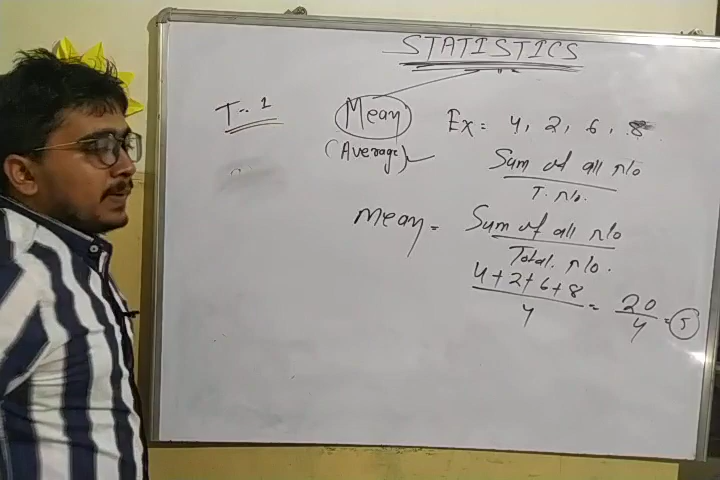 STATISTICS
T-1 Mean Ex = 4, 2, 6, 8
(Average) Sum of all n/o
T. n/o.
Mean = Sum of all n/o
Total. n/o.
4+2+6+8 = 20 = 5
4 4